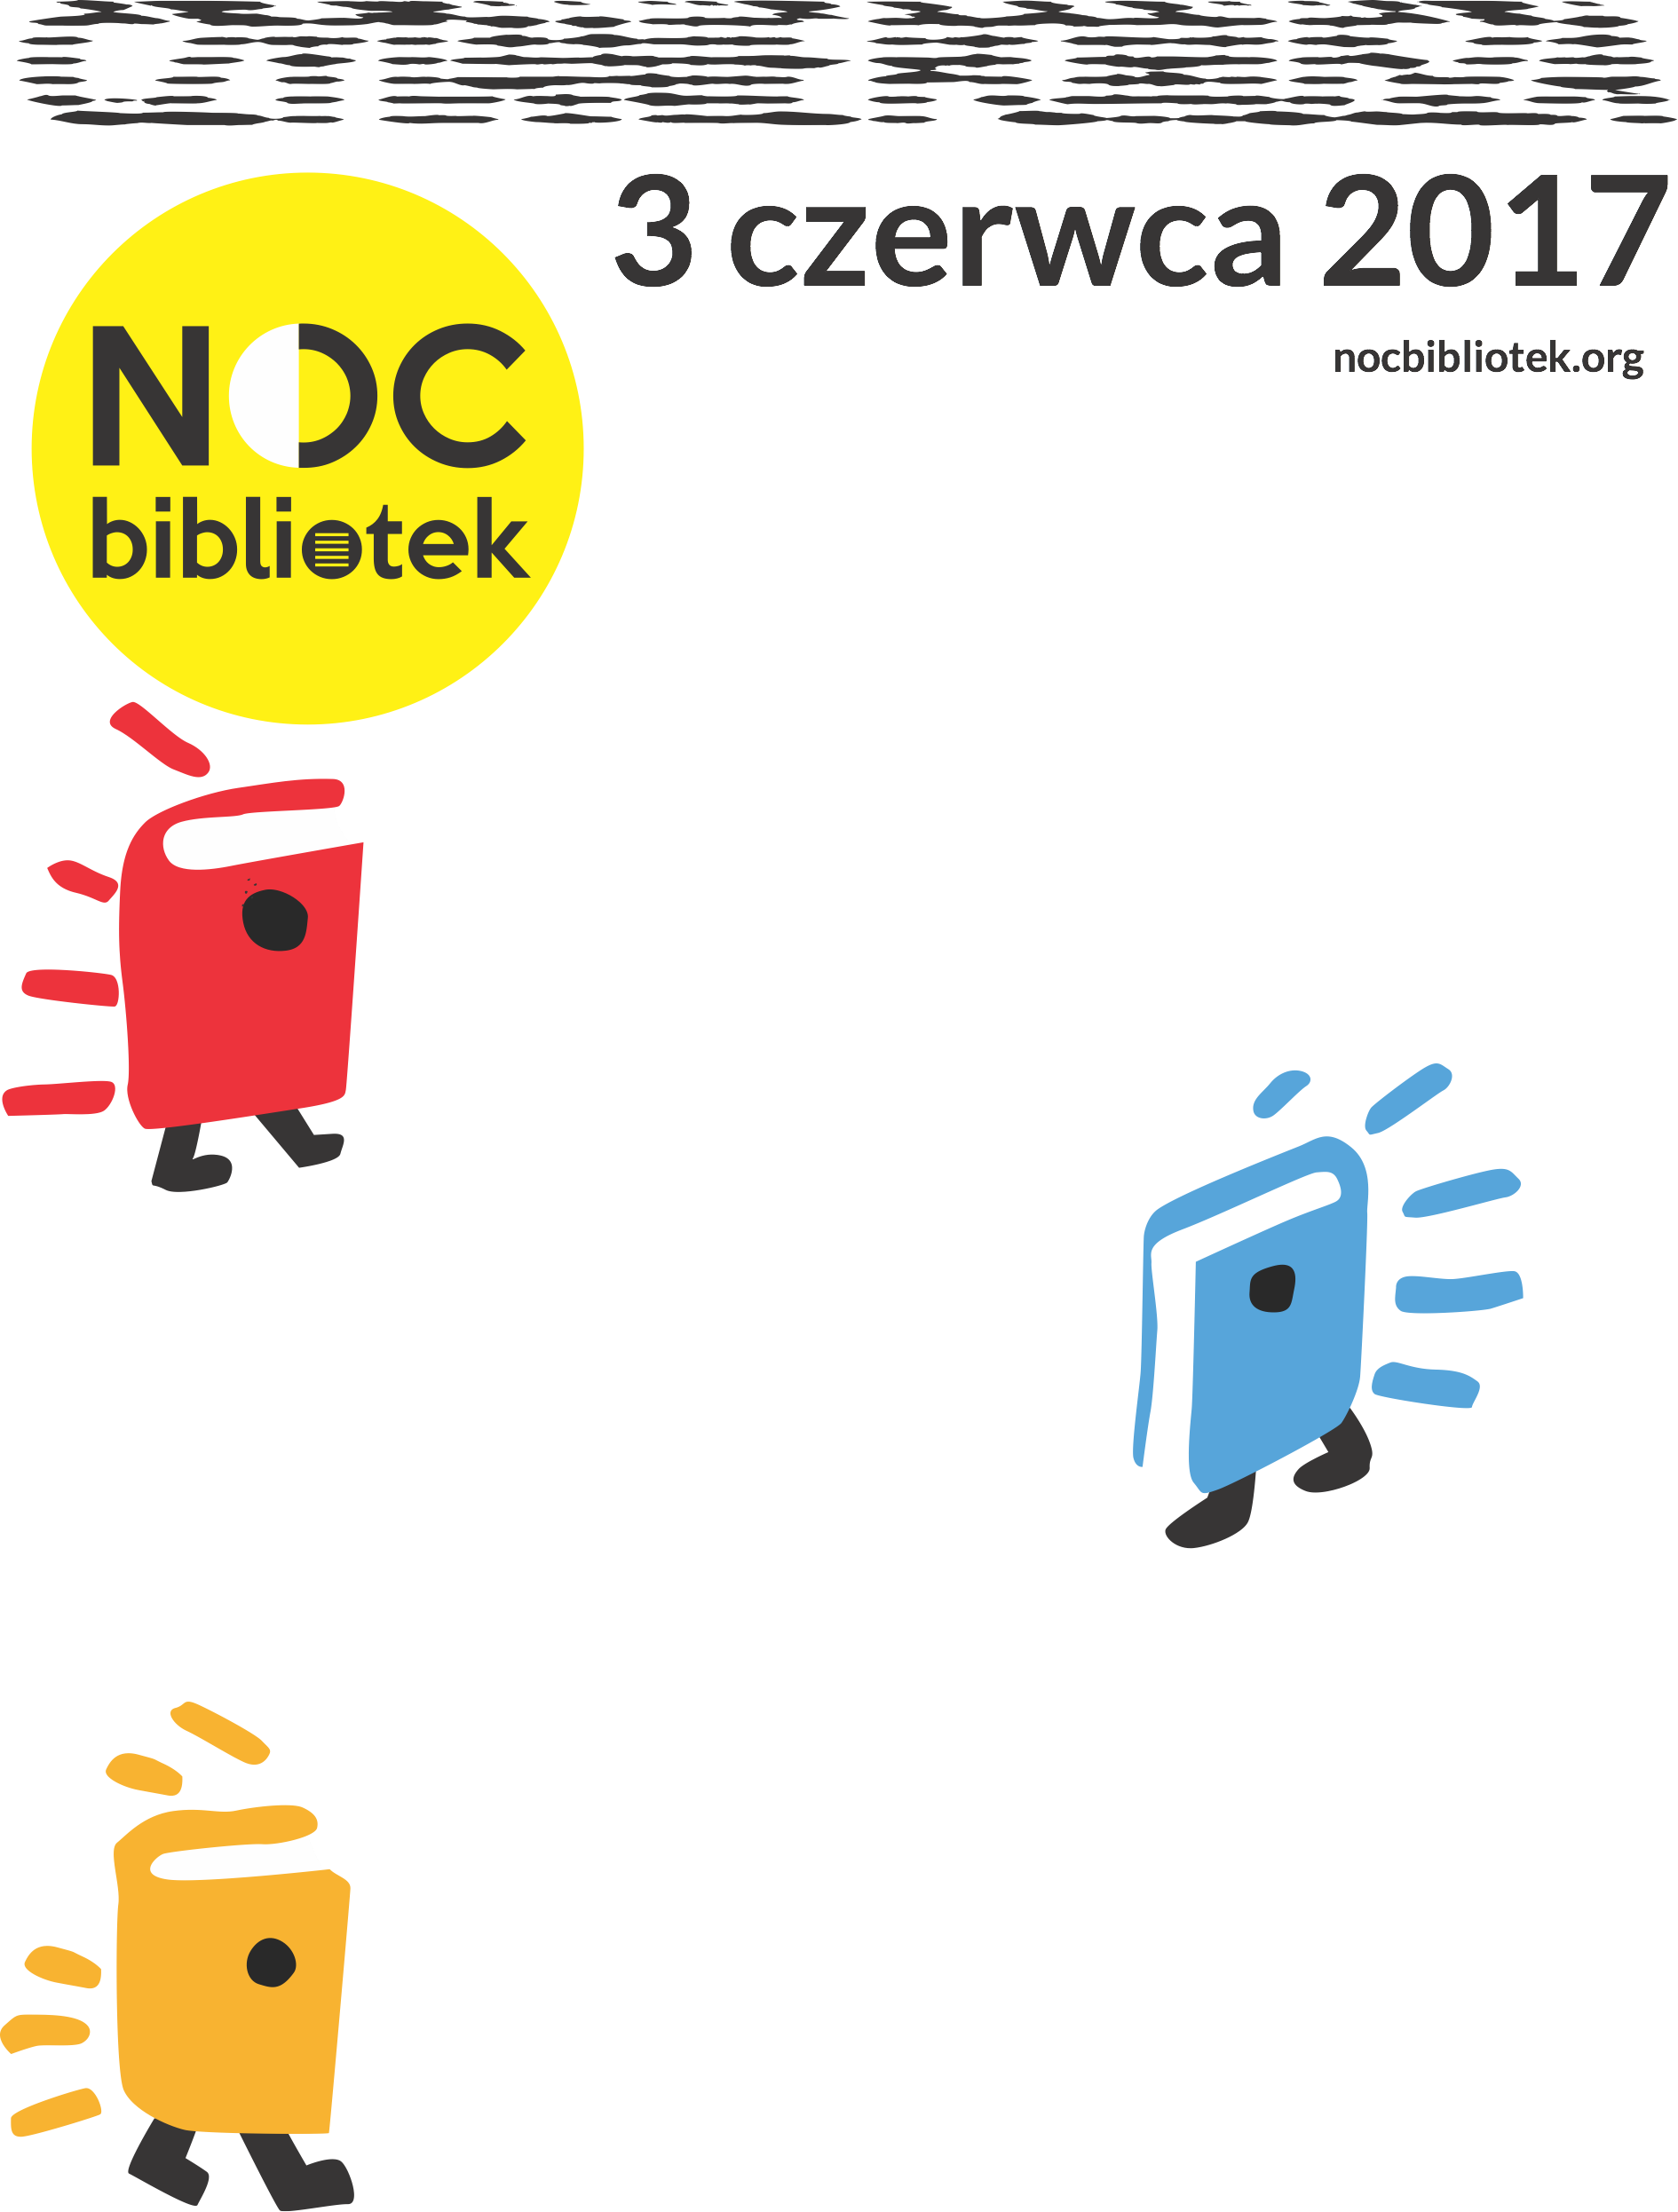 3 czerwca 2017
nocbibliotek.org
NOC
bibliotek